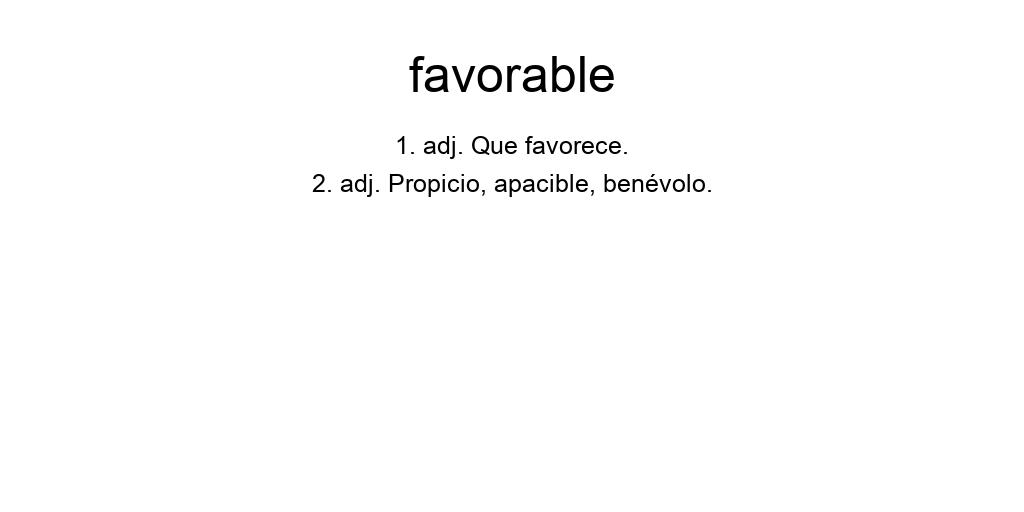 favorable
1. adj. Que favorece.
2. adj. Propicio, apacible, benévolo.